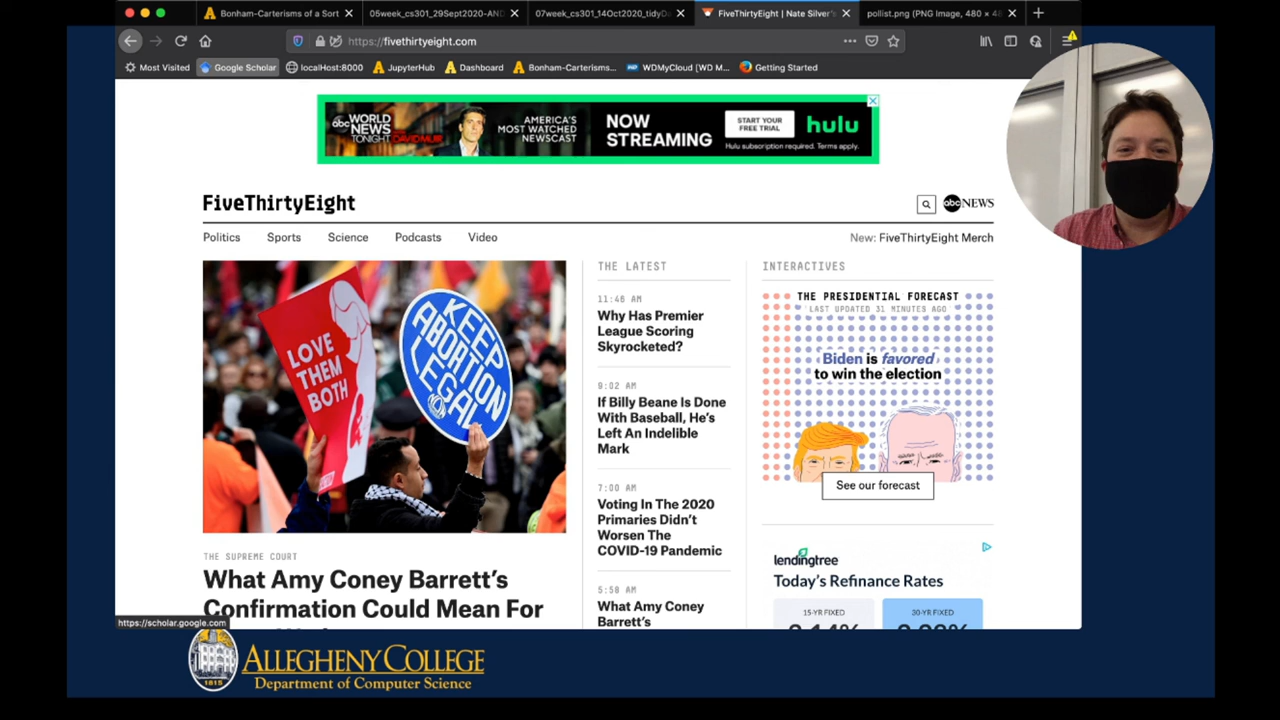 Bonham-Carterisms of a Sort
05week_cs301_29Sept2020-AND
07week_cs301_14Oct2020_tidyDa
FiveThirtyEight | Nate Silver's
pollist.png (PNG Image, 480 × 48
https://fivethirtyeight.com
Most Visited
Google Scholar
localHost:8000
JupyterHub
Dashboard
Bonham-Carterisms...
WDMyCloud (WD M...
Getting Started
abc WORLD NEWS TONIGHT DAVID MUIR
AMERICA'S
MOST WATCHED
NEWSCAST
NOW
STREAMING
START YOUR
FREE TRIAL
hulu
Hulu subscription required. Terms apply.
FiveThirtyEight
abc NEWS
Politics
Sports
Science
Podcasts
Video
New: FiveThirtyEight Merch
LOVE
THEM
BOTH
KEEP
ABORTION
LEGAL
THE SUPREME COURT
What Amy Coney Barrett's
Confirmation Could Mean For
THE LATEST
11:46 AM
Why Has Premier
League Scoring
Skyrocketed?
9:02 AM
If Billy Beane Is Done
With Baseball, He's
Left An Indelible
Mark
7:00 AM
Voting In The 2020
Primaries Didn't
Worsen The
COVID-19 Pandemic
5:58 AM
What Amy Coney
Barrett's
INTERACTIVES
THE PRESIDENTIAL FORECAST
LAST UPDATED 31 MINUTES AGO
Biden is favored
to win the election
See our forecast
lendingtree
Today's Refinance Rates
15-YR FIXED
30-YR FIXED
https://scholar.google.com
1815
ALLEGHENY COLLEGE
Department of Computer Science